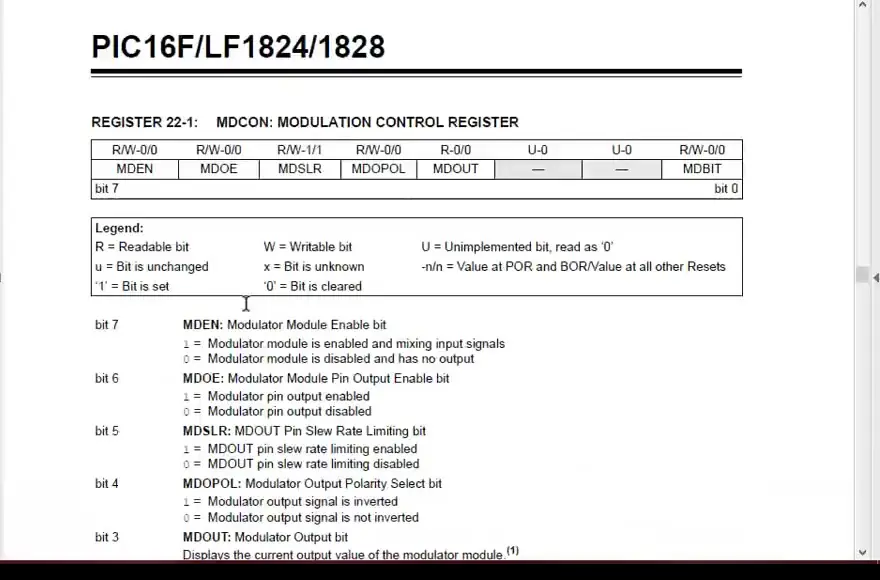 PIC16F/LF1824/1828
REGISTER 22-1: MDCON: MODULATION CONTROL REGISTER
R/W-0/0 R/W-0/0 R/W-1/1 R/W-0/0 R-0/0 U-0 U-0 R/W-0/0
MDEN MDOE MDSLR MDOPOL MDOUT — — MDBIT
bit 7 bit 0
Legend:
R = Readable bit W = Writable bit U = Unimplemented bit, read as ‘0’
u = Bit is unchanged x = Bit is unknown -n/n = Value at POR and BOR/Value at all other Resets
‘1’ = Bit is set ‘0’ = Bit is cleared
bit 7 MDEN: Modulator Module Enable bit
1 = Modulator module is enabled and mixing input signals
0 = Modulator module is disabled and has no output
bit 6 MDOE: Modulator Module Pin Output Enable bit
1 = Modulator pin output enabled
0 = Modulator pin output disabled
bit 5 MDSLR: MDOUT Pin Slew Rate Limiting bit
1 = MDOUT pin slew rate limiting enabled
0 = MDOUT pin slew rate limiting disabled
bit 4 MDOPOL: Modulator Output Polarity Select bit
1 = Modulator output signal is inverted
0 = Modulator output signal is not inverted
bit 3 MDOUT: Modulator Output bit
Displays the current output value of the modulator module.(1)